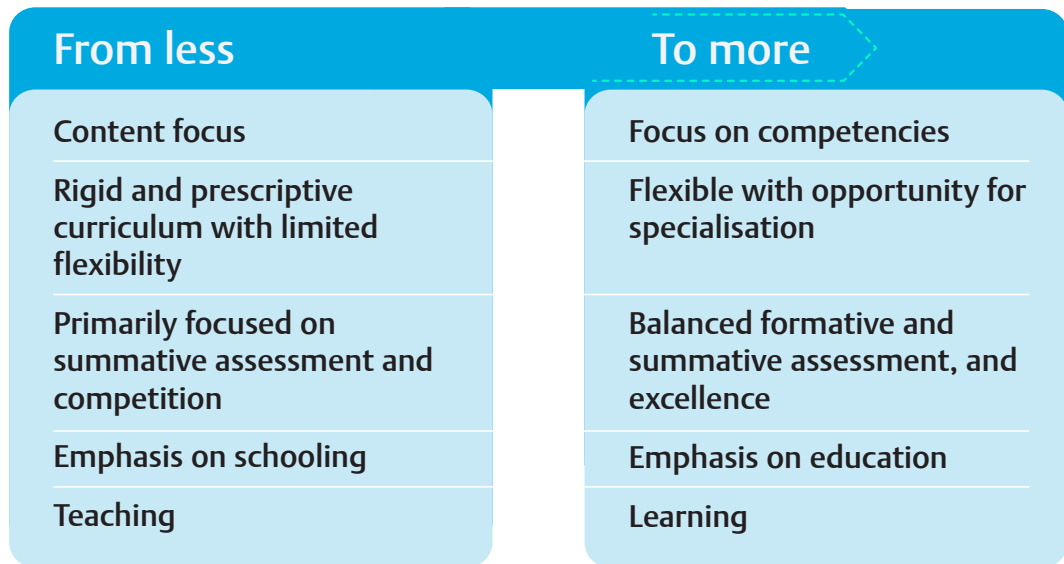 From less
To more
Content focus
Focus on competencies
Rigid and prescriptive
curriculum with limited
flexibility
Flexible with opportunity for
specialisation
Primarily focused on
summative assessment and
competition
Balanced formative and
summative assessment, and
excellence
Emphasis on schooling
Emphasis on education
Teaching
Learning